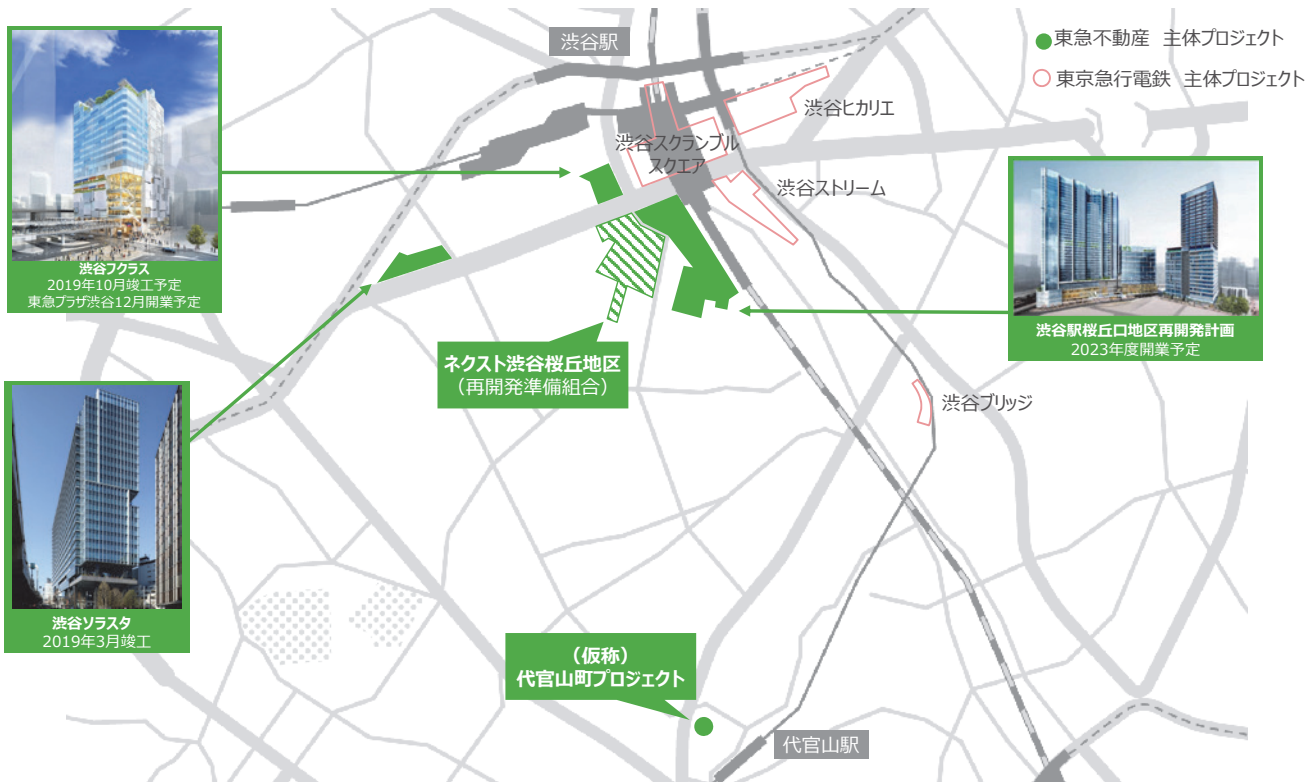 渋谷駅
東急不動産 主体プロジェクト
東京急行電鉄 主体プロジェクト
渋谷ヒカリエ
渋谷スクランブル
スクエア
渋谷ストリーム
渋谷フクラス
2019年10月竣工予定
東急プラザ渋谷12月開業予定
渋谷駅桜丘口地区再開発計画
2023年度開業予定
ネクスト渋谷桜丘地区
（再開発準備組合）
渋谷ブリッジ
渋谷ソラスタ
2019年3月竣工
（仮称）
代官山町プロジェクト
代官山駅